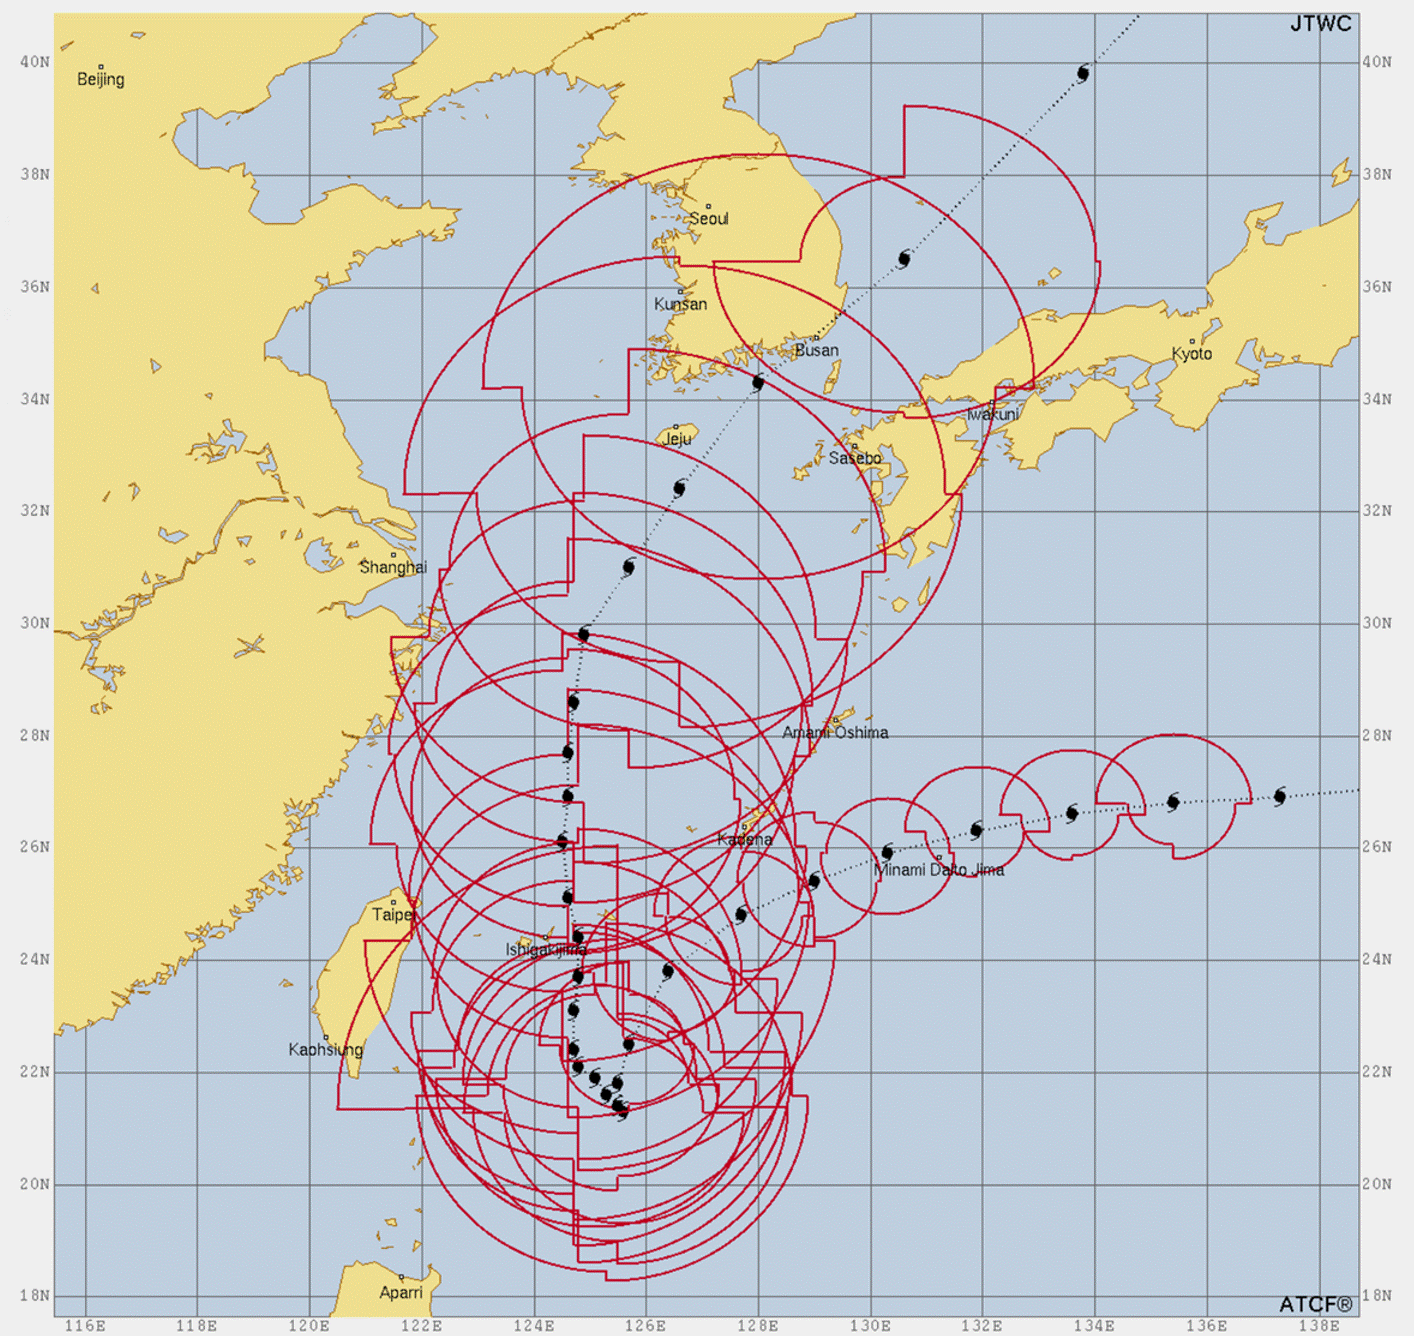 JTWC
40N 40N
Beijing
38N 38N
Seoul
36N 36N
Kunsan
Busan
Kyoto
34N 34N
Iwakuni
Jeju
Sasebo
32N 32N
Shanghai
30N 30N
28N 28N
Amami Oshima
26N 26N
Kadena
Minami Daito Jima
Taipei
Ishigakijima
24N 24N
Kaohsiung
22N 22N
20N 20N
Aparri
18N 18N
ATCF®
116E 118E 120E 122E 124E 126E 128E 130E 132E 134E 136E 138E